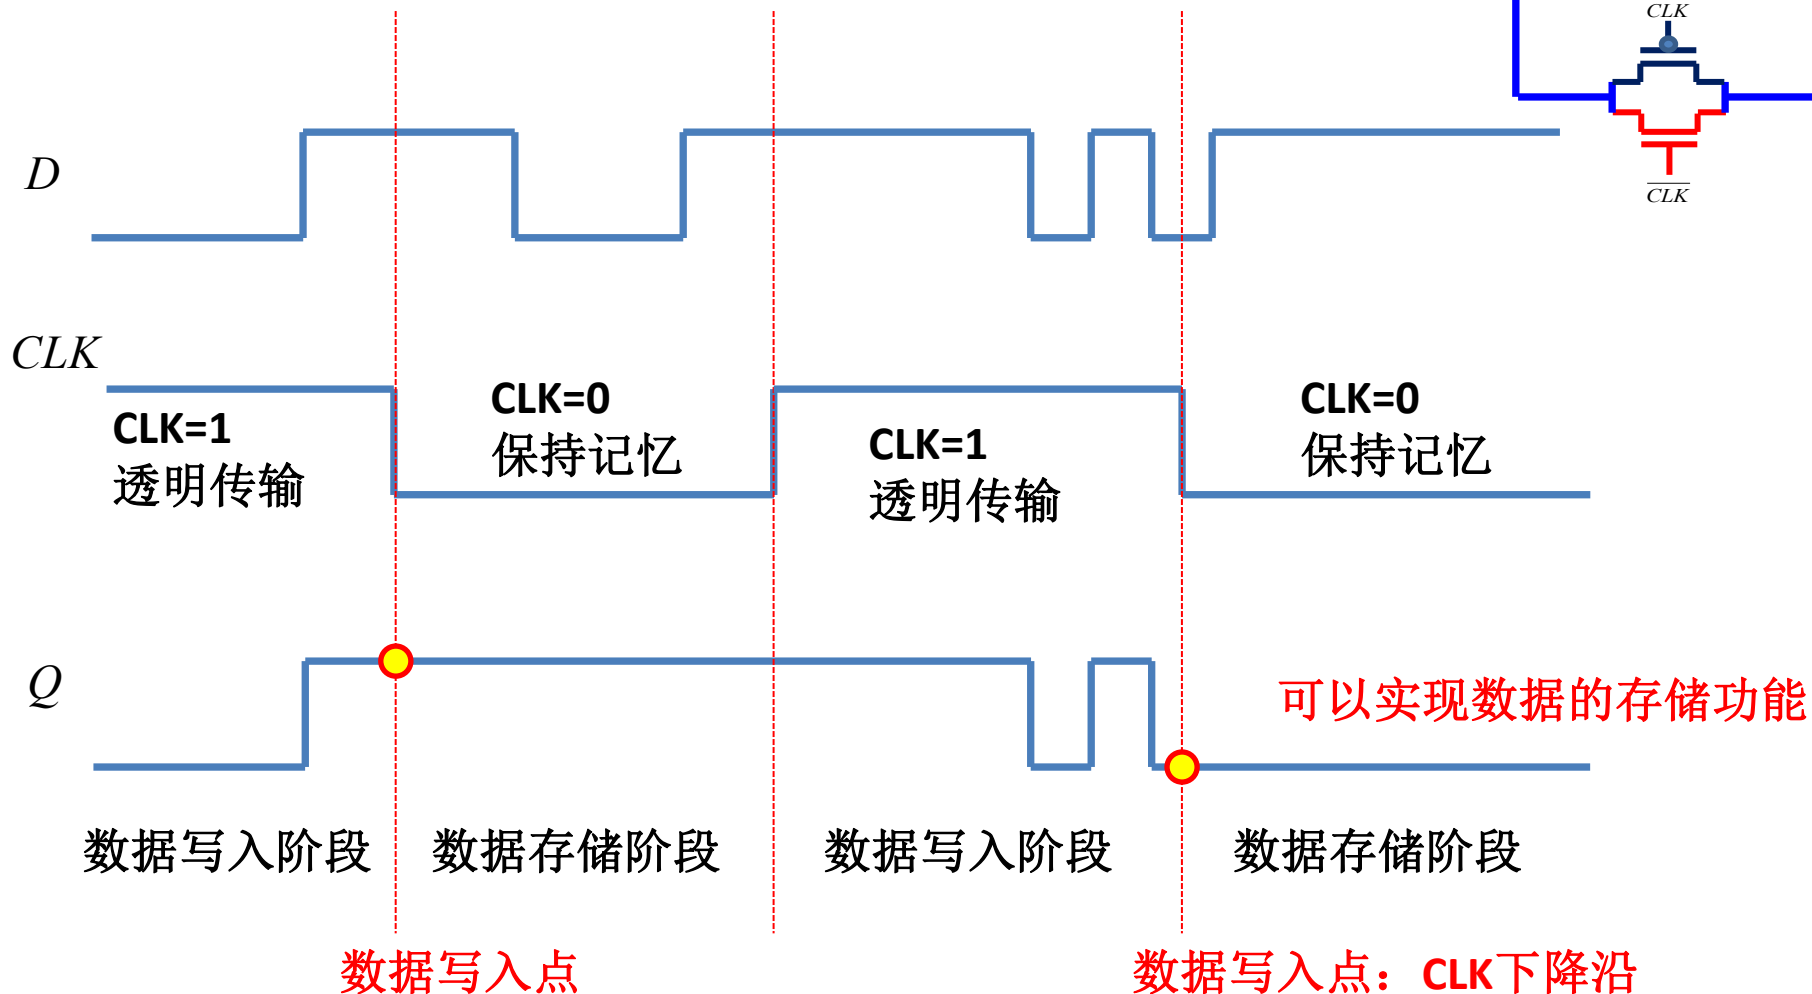 CLK
D
$\overline{CLK}$
CLK
CLK=1
透明传输
CLK=0
保持记忆
CLK=1
透明传输
CLK=0
保持记忆
Q
可以实现数据的存储功能
数据写入阶段
数据存储阶段
数据写入阶段
数据存储阶段
数据写入点
数据写入点：CLK下降沿